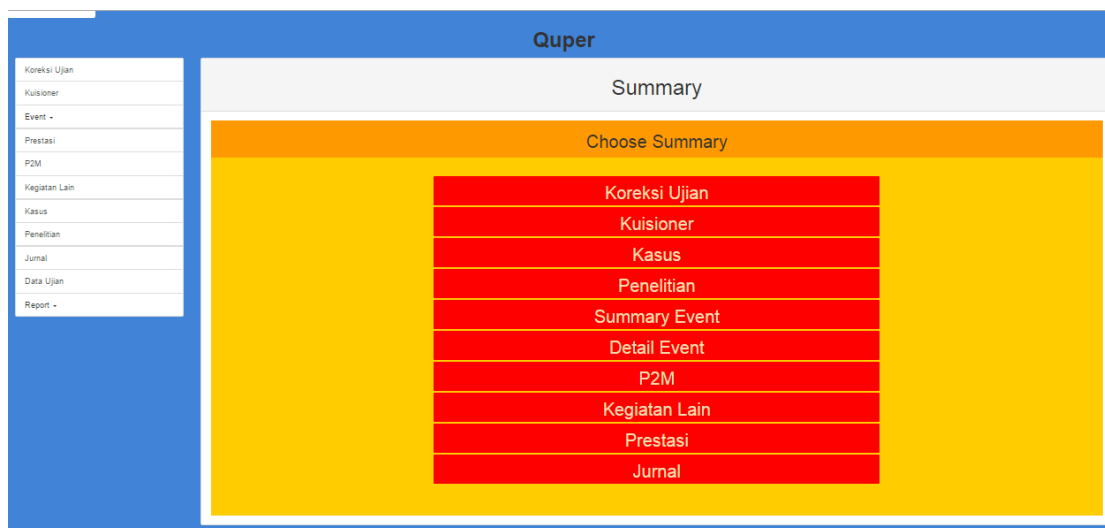 Quper
Koreksi Ujian
Kuisioner
Event
Prestasi
P2M
Kegiatan Lain
Kasus
Penelitian
Jurnal
Data Ujian
Report
Summary
Choose Summary
Koreksi Ujian
Kuisioner
Kasus
Penelitian
Summary Event
Detail Event
P2M
Kegiatan Lain
Prestasi
Jurnal